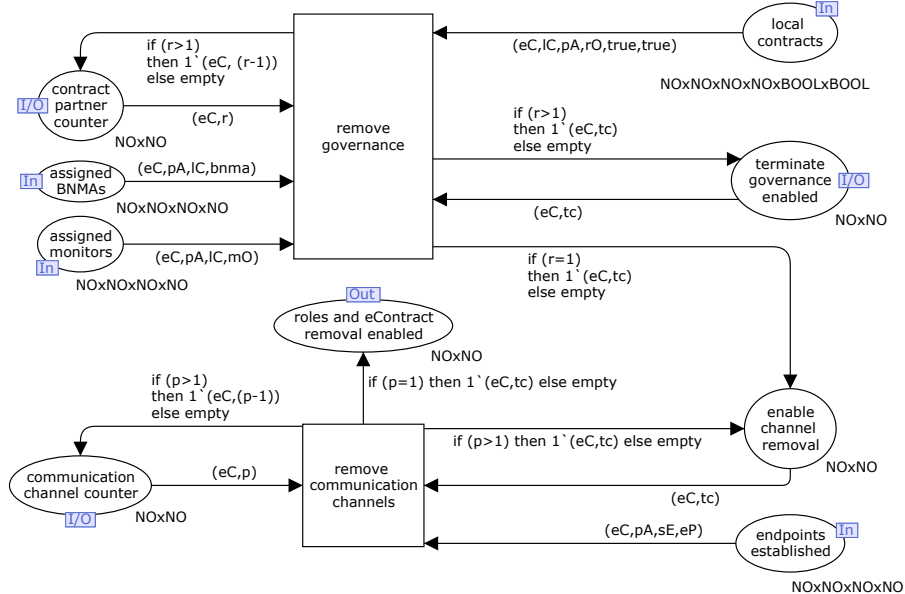 In
local
contracts
(eC,lC,pA,rO,true,true)
NOxNOxNOxNOxBOOLxBOOL
if (r>1)
then 1`(eC, (r-1))
else empty
I/O
contract
partner
counter
(eC,r)
NOxNO
remove
governance
if (r>1)
then 1`(eC,tc)
else empty
In
assigned
BNMAs
(eC,pA,lC,bnma)
NOxNOxNOxNO
terminate
governance
enabled
I/O
(eC,tc)
NOxNO
assigned
monitors
In
(eC,pA,lC,mO)
NOxNOxNOxNO
if (r=1)
then 1`(eC,tc)
else empty
Out
roles and eContract
removal enabled
NOxNO
if (p>1)
then 1`(eC,(p-1))
else empty
if (p=1) then 1`(eC,tc) else empty
enable
channel
removal
NOxNO
if (p>1) then 1`(eC,tc) else empty
communication
channel counter
I/O
(eC,p)
NOxNO
remove
communication
channels
(eC,tc)
(eC,pA,sE,eP)
endpoints
established
In
NOxNOxNOxNO